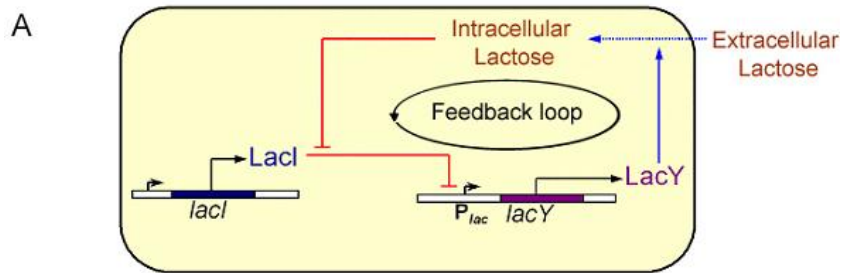 A
Intracellular
Lactose
Extracellular
Lactose
Feedback loop
LacI
LacY
lacI
Plac lacY